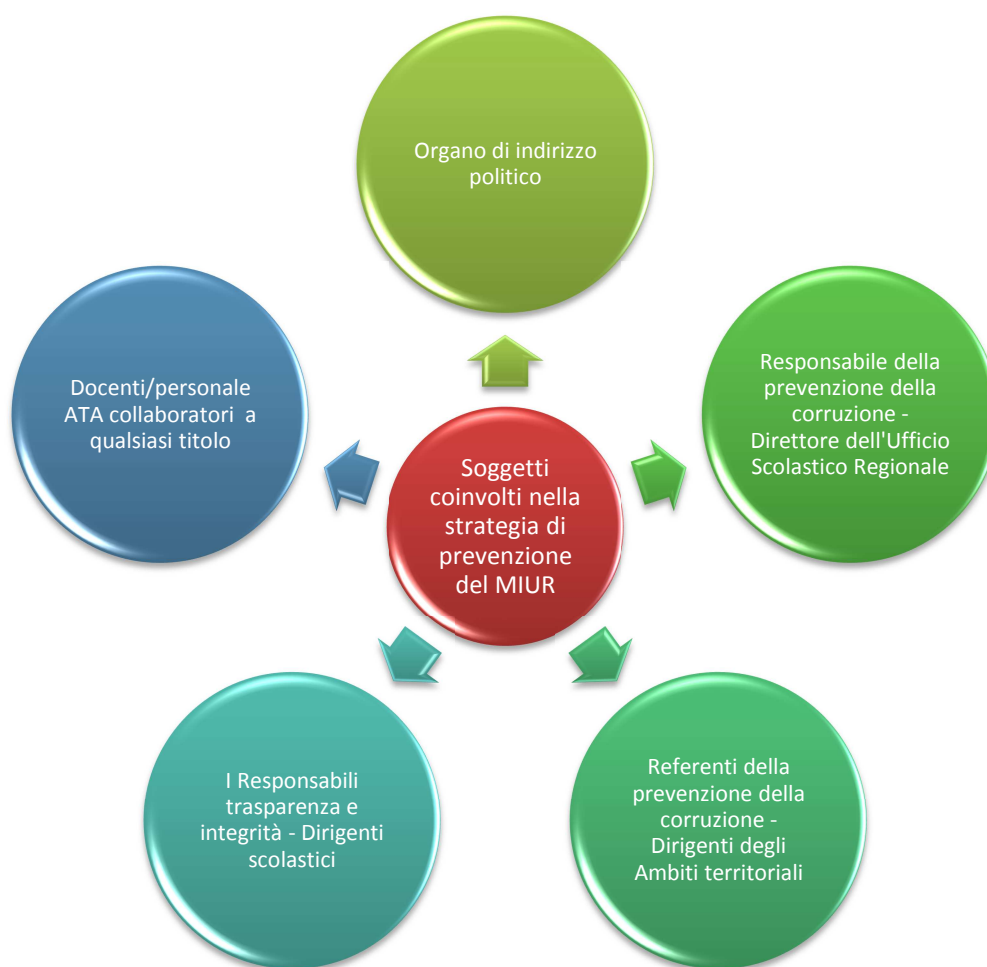 Organo di indirizzo
politico
Responsabile della
prevenzione della
corruzione -
Direttore dell'Ufficio
Scolastico Regionale
Referenti della
prevenzione della
corruzione -
Dirigenti degli
Ambiti territoriali
I Responsabili
trasparenza e
integrità - Dirigenti
scolastici
Docenti/personale
ATA collaboratori a
qualsiasi titolo
Soggetti
coinvolti nella
strategia di
prevenzione
del MIUR